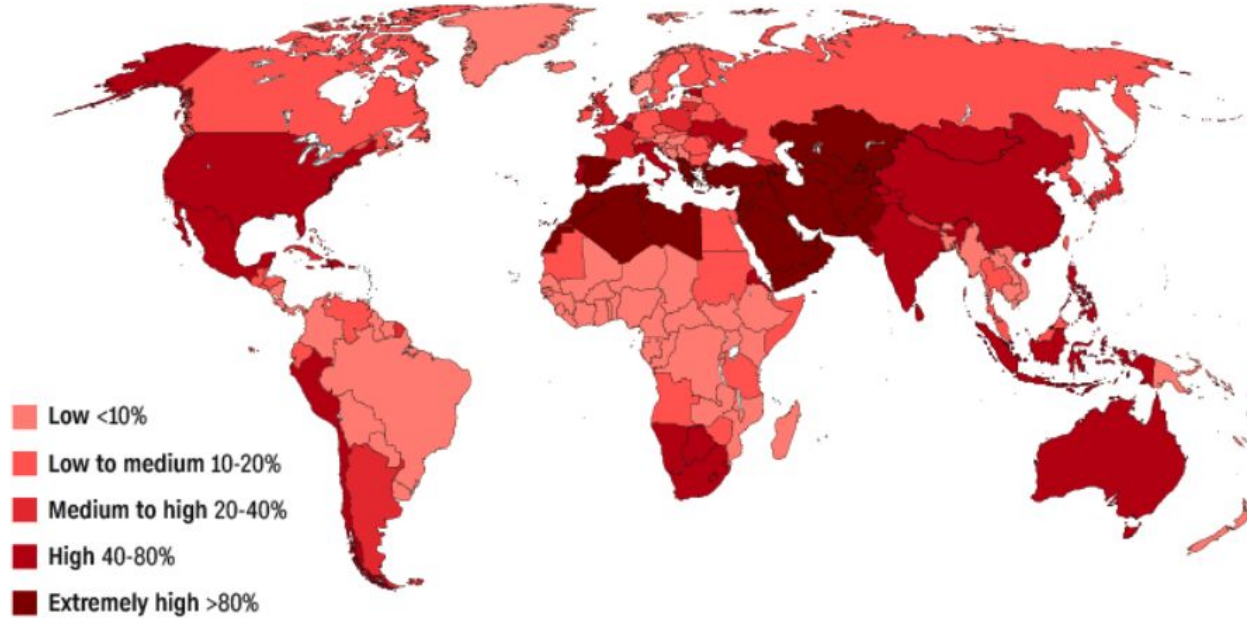 Low <10%
Low to medium 10-20%
Medium to high 20-40%
High 40-80%
Extremely high >80%